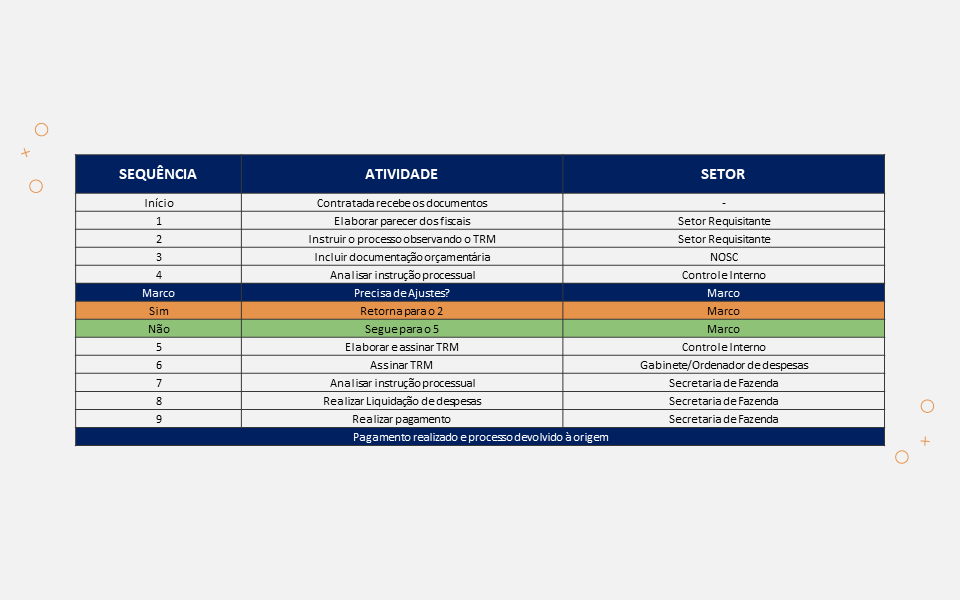 SEQUÊNCIA ATIVIDADE SETOR
Início Contratada recebe os documentos -
1 Elaborar parecer dos fiscais Setor Requisitante
2 Instruir o processo observando o TRM Setor Requisitante
3 Incluir documentação orçamentária NOSC
4 Analisar instrução processual Controle Interno
Marco Precisa de Ajustes? Marco
Sim Retorna para o 2 Marco
Não Segue para o 5 Marco
5 Elaborar e assinar TRM Controle Interno
6 Assinar TRM Gabinete/Ordenador de despesas
7 Analisar instrução processual Secretaria de Fazenda
8 Realizar Liquidação de despesas Secretaria de Fazenda
9 Realizar pagamento Secretaria de Fazenda
Pagamento realizado e processo devolvido à origem